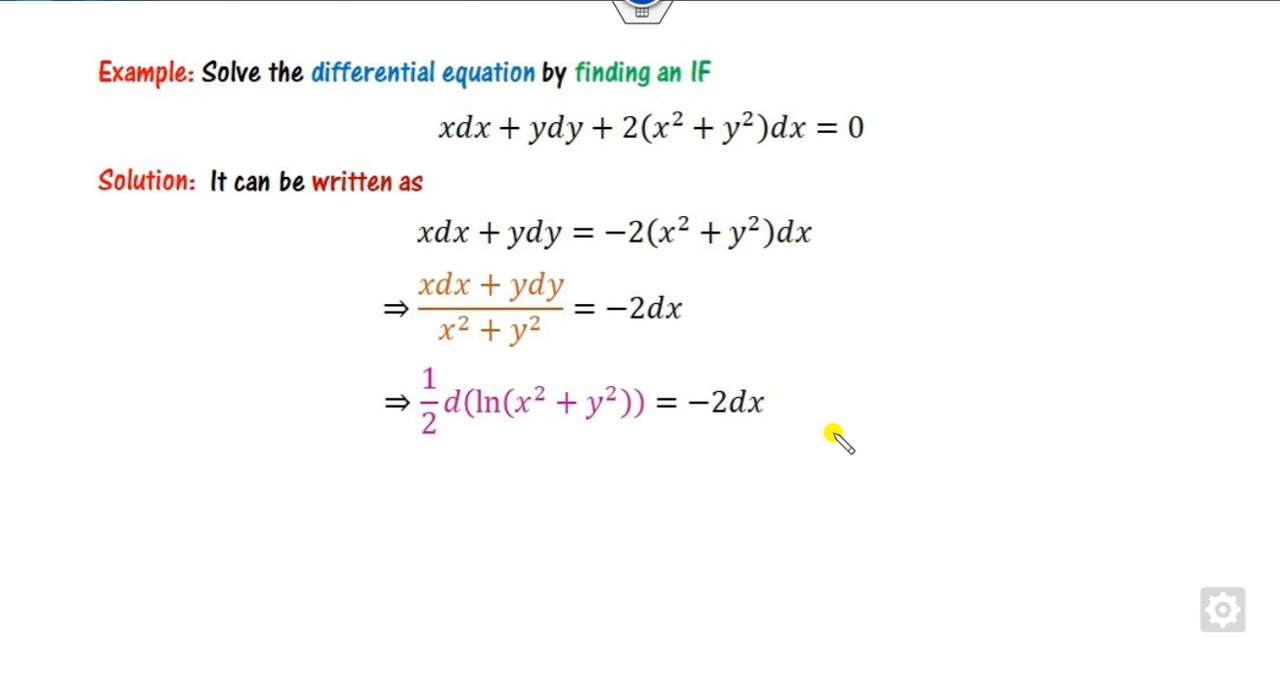 Example: Solve the differential equation by finding an IF
xdx + ydy + 2(x² + y²)dx = 0
Solution: It can be written as
xdx + ydy = −2(x² + y²)dx
⇒ (xdx + ydy)/(x² + y²) = −2dx
⇒ 1/2 d(ln(x² + y²)) = −2dx